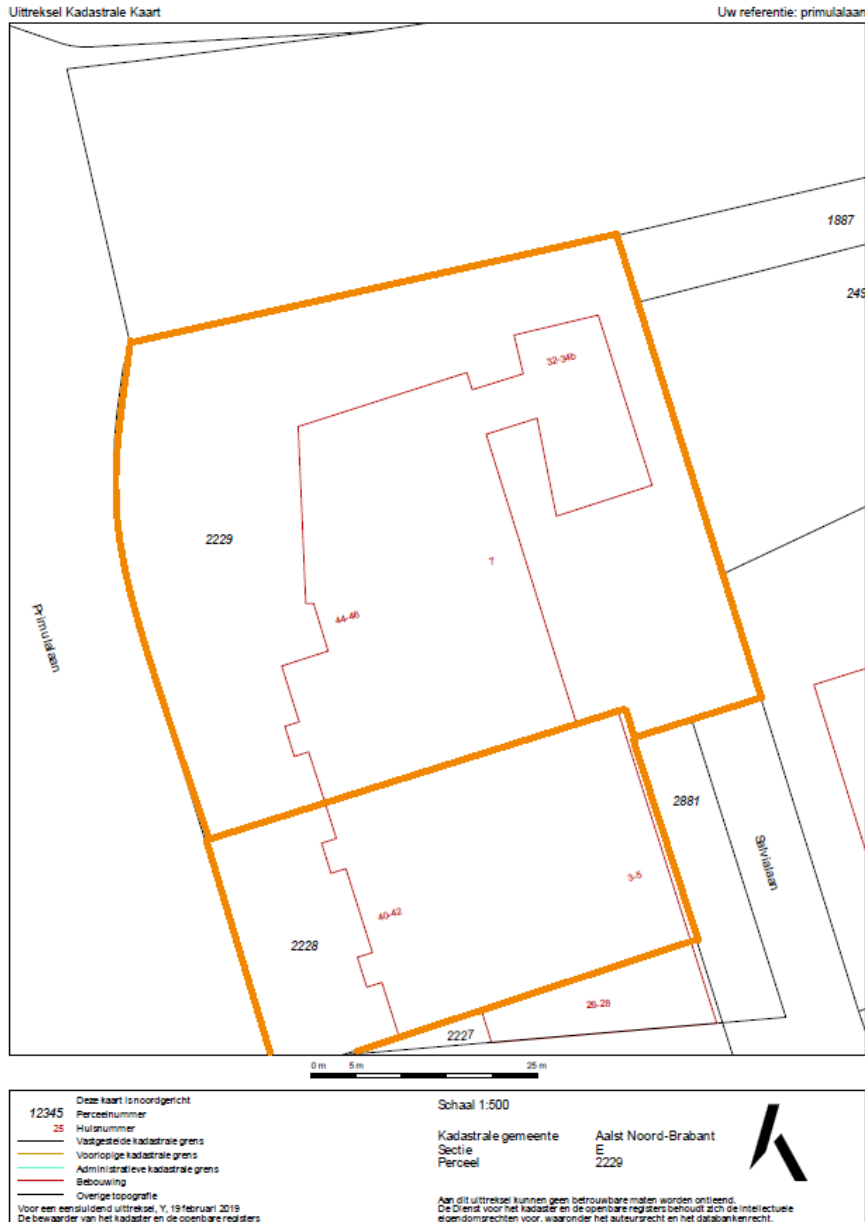 Uittreksel Kadastrale Kaart
Uw referentie: primulalaan
1887
249
32-34b
2229
7
44-46
Primulalaan
2881
Salvialaan
3-5
40-42
2228
26-28
2227
0 m 5 m 25 m
Deze kaart is noordgericht
12345 Perceelnummer
25 Huisnummer
Vastgestelde kadastrale grens
Voorlopige kadastrale grens
Administratieve kadastrale grens
Bebouwing
Overige topografie
Voor een eensluidend uittreksel, Y, 19 februari 2019
De bewaarder van het kadaster en de openbare registers
Schaal 1:500
Kadastrale gemeente Aalst Noord-Brabant
Sectie E
Perceel 2229
Aan dit uittreksel kunnen geen betrouwbare maten worden ontleend.
De Dienst voor het kadaster en de openbare registers behoudt zich de intellectuele
eigendomsrechten voor, waaronder het auteursrecht en het databankenrecht.